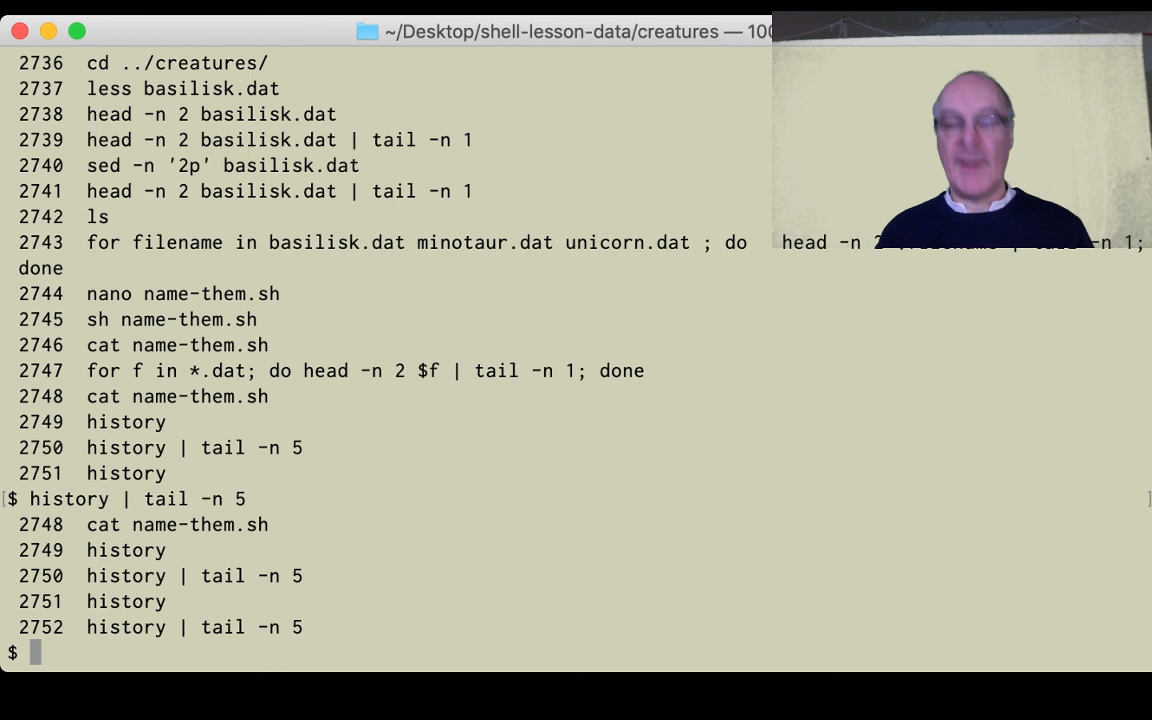 ~/Desktop/shell-lesson-data/creatures — 100
2736 cd ../creatures/
2737 less basilisk.dat
2738 head -n 2 basilisk.dat
2739 head -n 2 basilisk.dat | tail -n 1
2740 sed -n '2p' basilisk.dat
2741 head -n 2 basilisk.dat | tail -n 1
2742 ls
2743 for filename in basilisk.dat minotaur.dat unicorn.dat ; do head -n 2 | -n 1;
done
2744 nano name-them.sh
2745 sh name-them.sh
2746 cat name-them.sh
2747 for f in *.dat; do head -n 2 $f | tail -n 1; done
2748 cat name-them.sh
2749 history
2750 history | tail -n 5
2751 history
[$ history | tail -n 5 ]
2748 cat name-them.sh
2749 history
2750 history | tail -n 5
2751 history
2752 history | tail -n 5
$